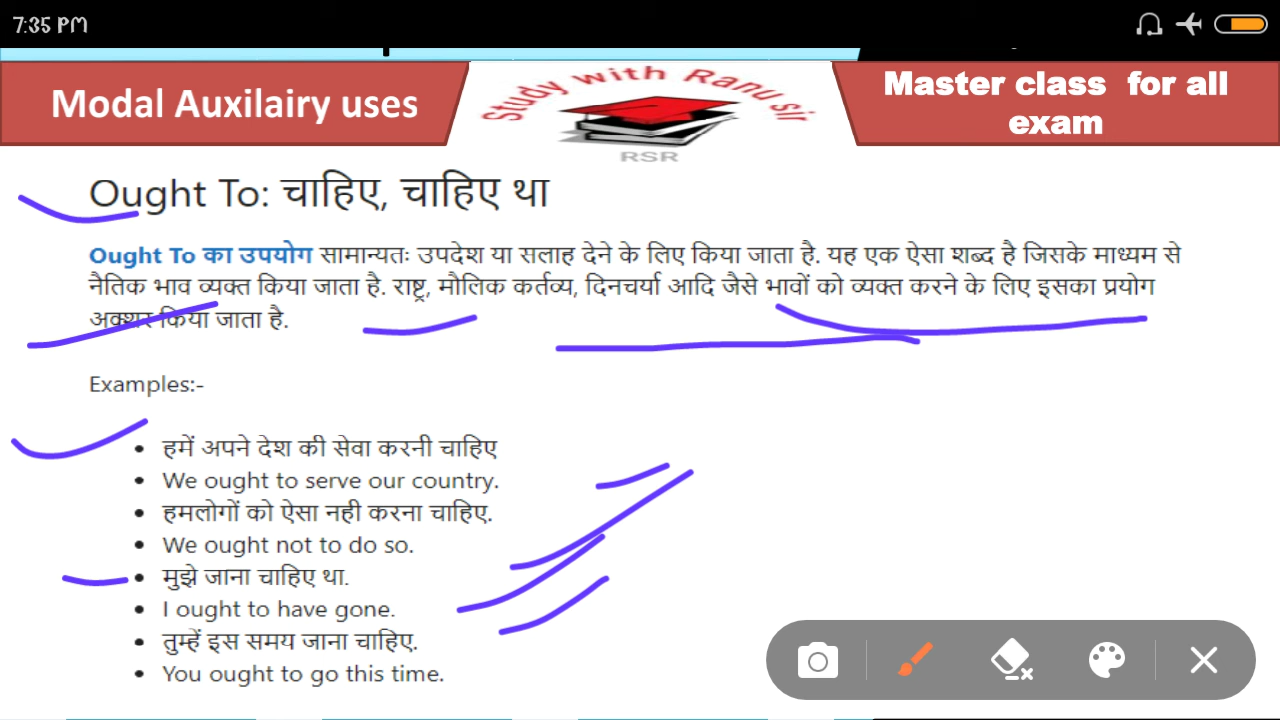 7:35 PM
Modal Auxilairy uses
Study with Ranu sir
RSR
Master class for all
exam
Ought To: चाहिए, चाहिए था
Ought To का उपयोग सामान्यतः उपदेश या सलाह देने के लिए किया जाता है. यह एक ऐसा शब्द है जिसके माध्यम से
नैतिक भाव व्यक्त किया जाता है. राष्ट्र, मौलिक कर्तव्य, दिनचर्या आदि जैसे भावों को व्यक्त करने के लिए इसका प्रयोग
अक्शर किया जाता है.
Examples:-
• हमें अपने देश की सेवा करनी चाहिए
• We ought to serve our country.
• हमलोगों को ऐसा नही करना चाहिए.
• We ought not to do so.
• मुझे जाना चाहिए था.
• I ought to have gone.
• तुम्हें इस समय जाना चाहिए.
• You ought to go this time.